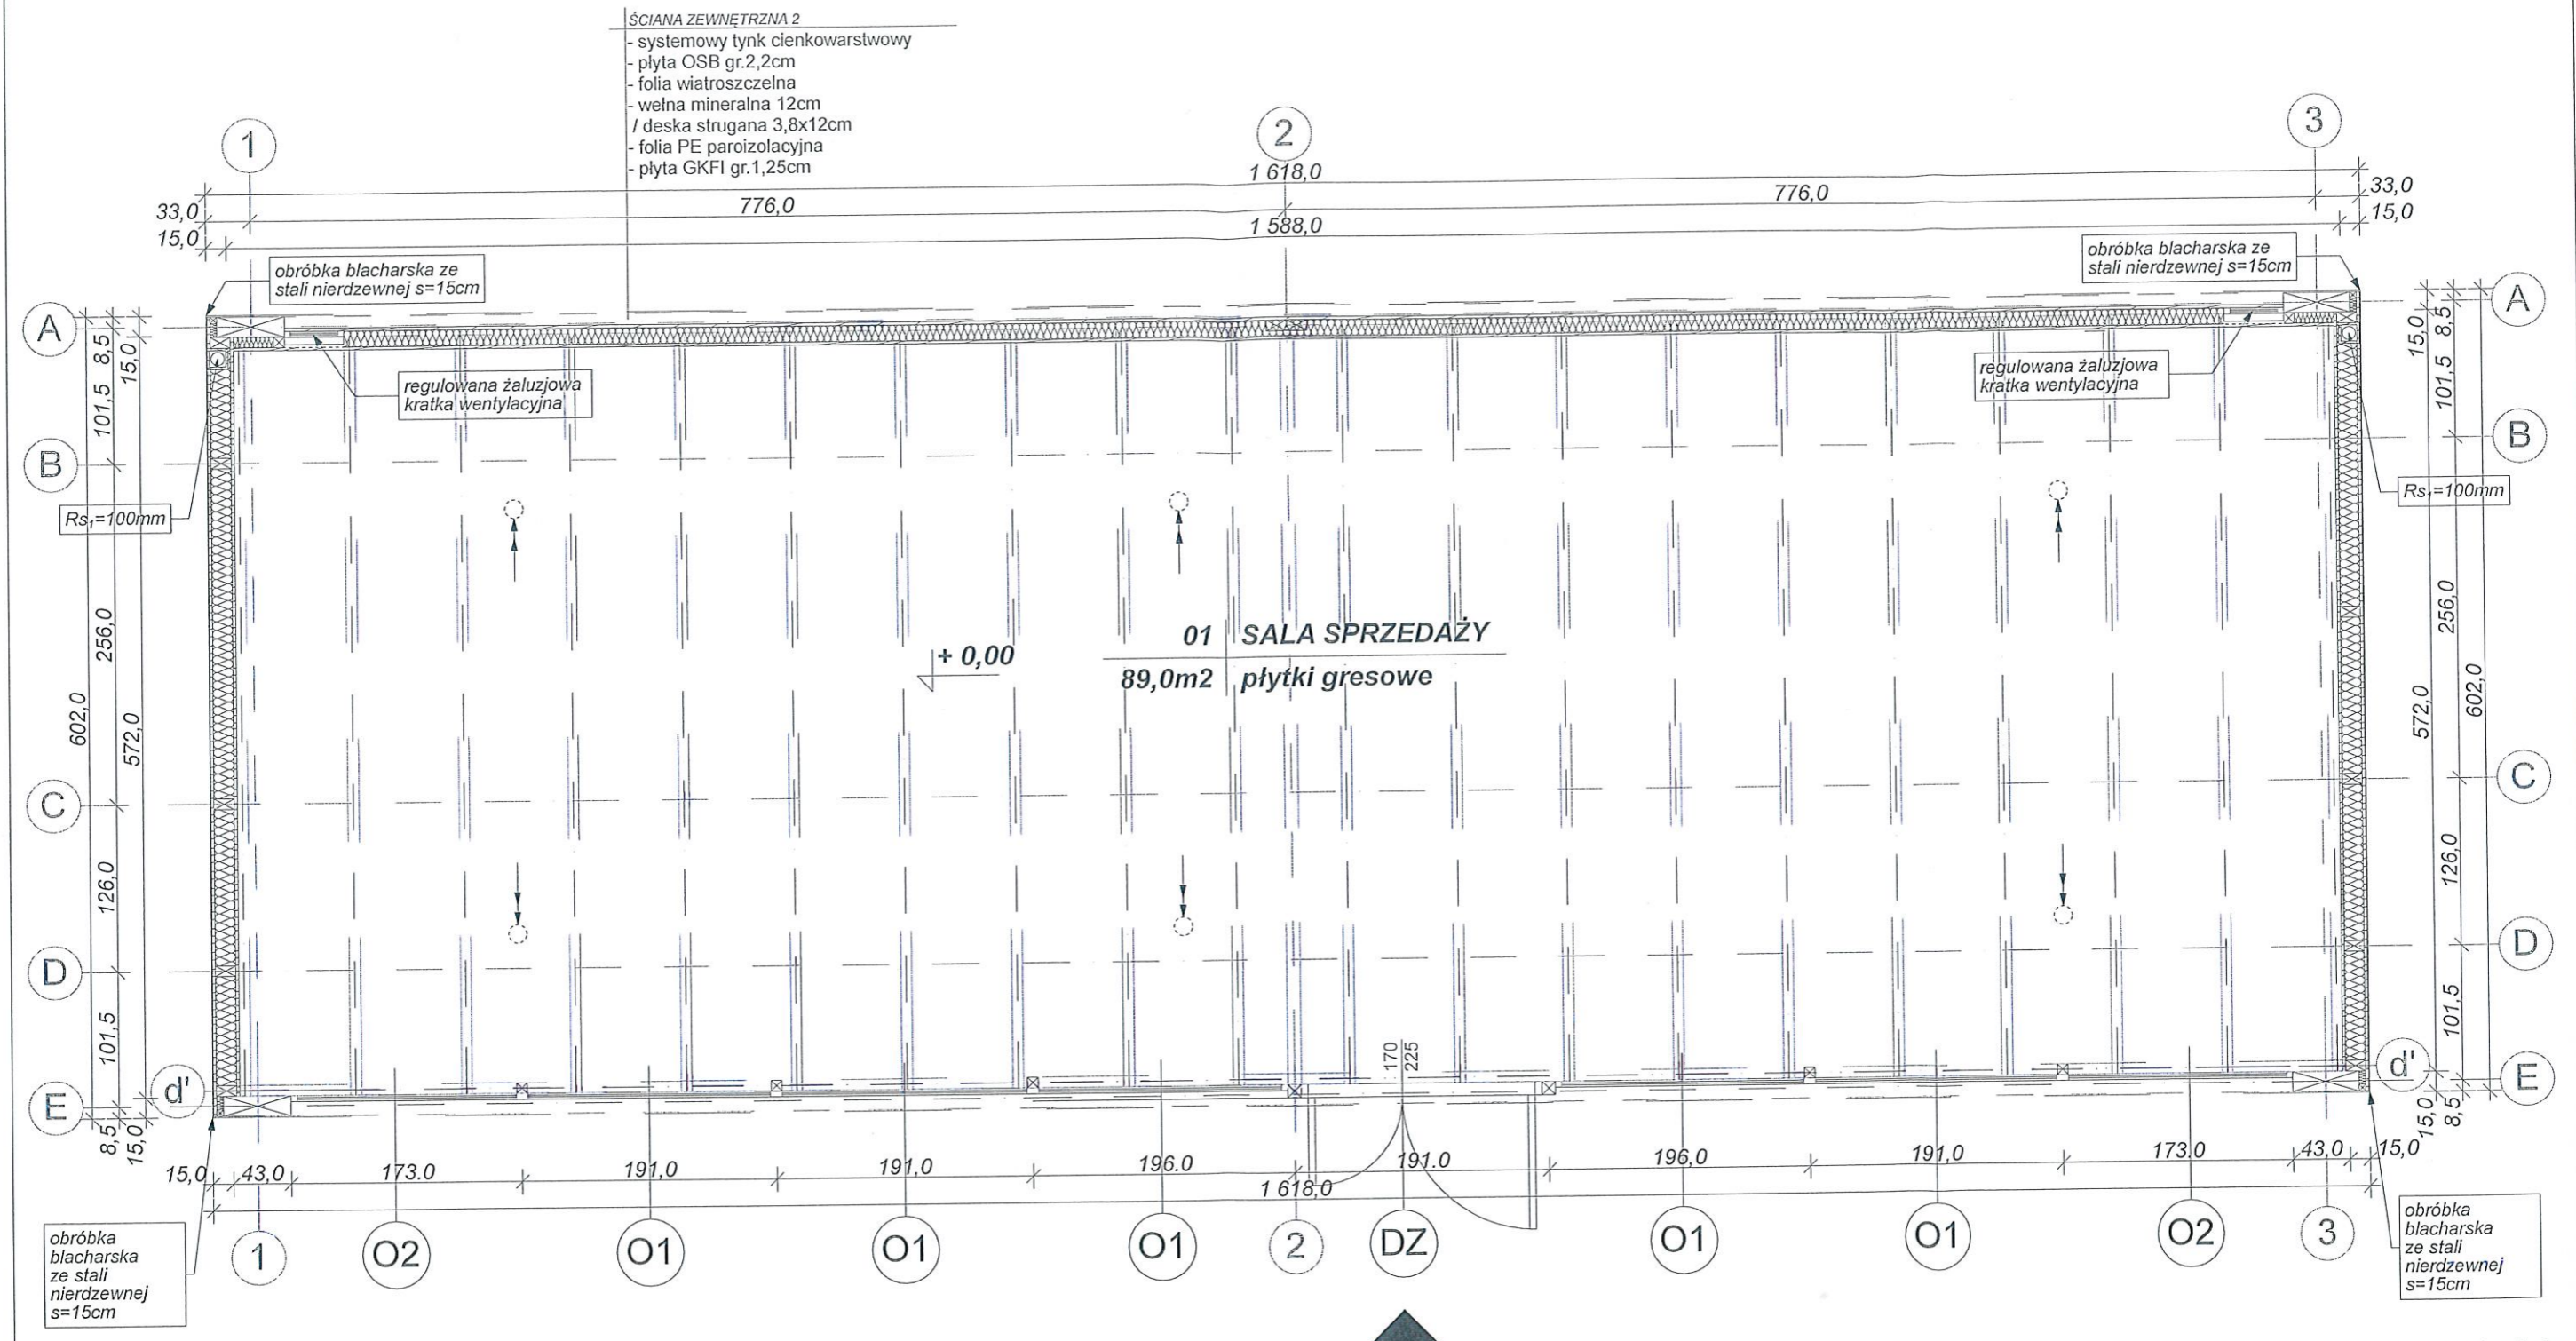 ŚCIANA ZEWNĘTRZNA 2
- systemowy tynk cienkowarstwowy
- płyta OSB gr.2,2cm
- folia wiatroszczelna
- wełna mineralna 12cm
/ deska strugana 3,8x12cm
- folia PE paroizolacyjna
- płyta GKFI gr.1,25cm
1
2
3
1 618,0
33,0
776,0
776,0
33,0
15,0
1 588,0
15,0
obróbka blacharska ze
stali nierdzewnej s=15cm
obróbka blacharska ze
stali nierdzewnej s=15cm
A
8,5
15,0
15,0
8,5
A
regulowana żaluzjowa
kratka wentylacyjna
regulowana żaluzjowa
kratka wentylacyjna
101,5
101,5
B
B
Rs1=100mm
Rs1=100mm
256,0
256,0
01 SALA SPRZEDAŻY
89,0m2 płytki gresowe
+ 0,00
602,0
572,0
572,0
602,0
C
C
126,0
126,0
D
D
101,5
101,5
170
225
d'
d'
E
E
8,5
15,0
15,0
8,5
15,0
43,0
173.0
191,0
191,0
196.0
191.0
196,0
191,0
173.0
43,0
15,0
1 618,0
1
O2
O1
O1
O1
2
DZ
O1
O1
O2
3
obróbka
blacharska
ze stali
nierdzewnej
s=15cm
obróbka
blacharska
ze stali
nierdzewnej
s=15cm